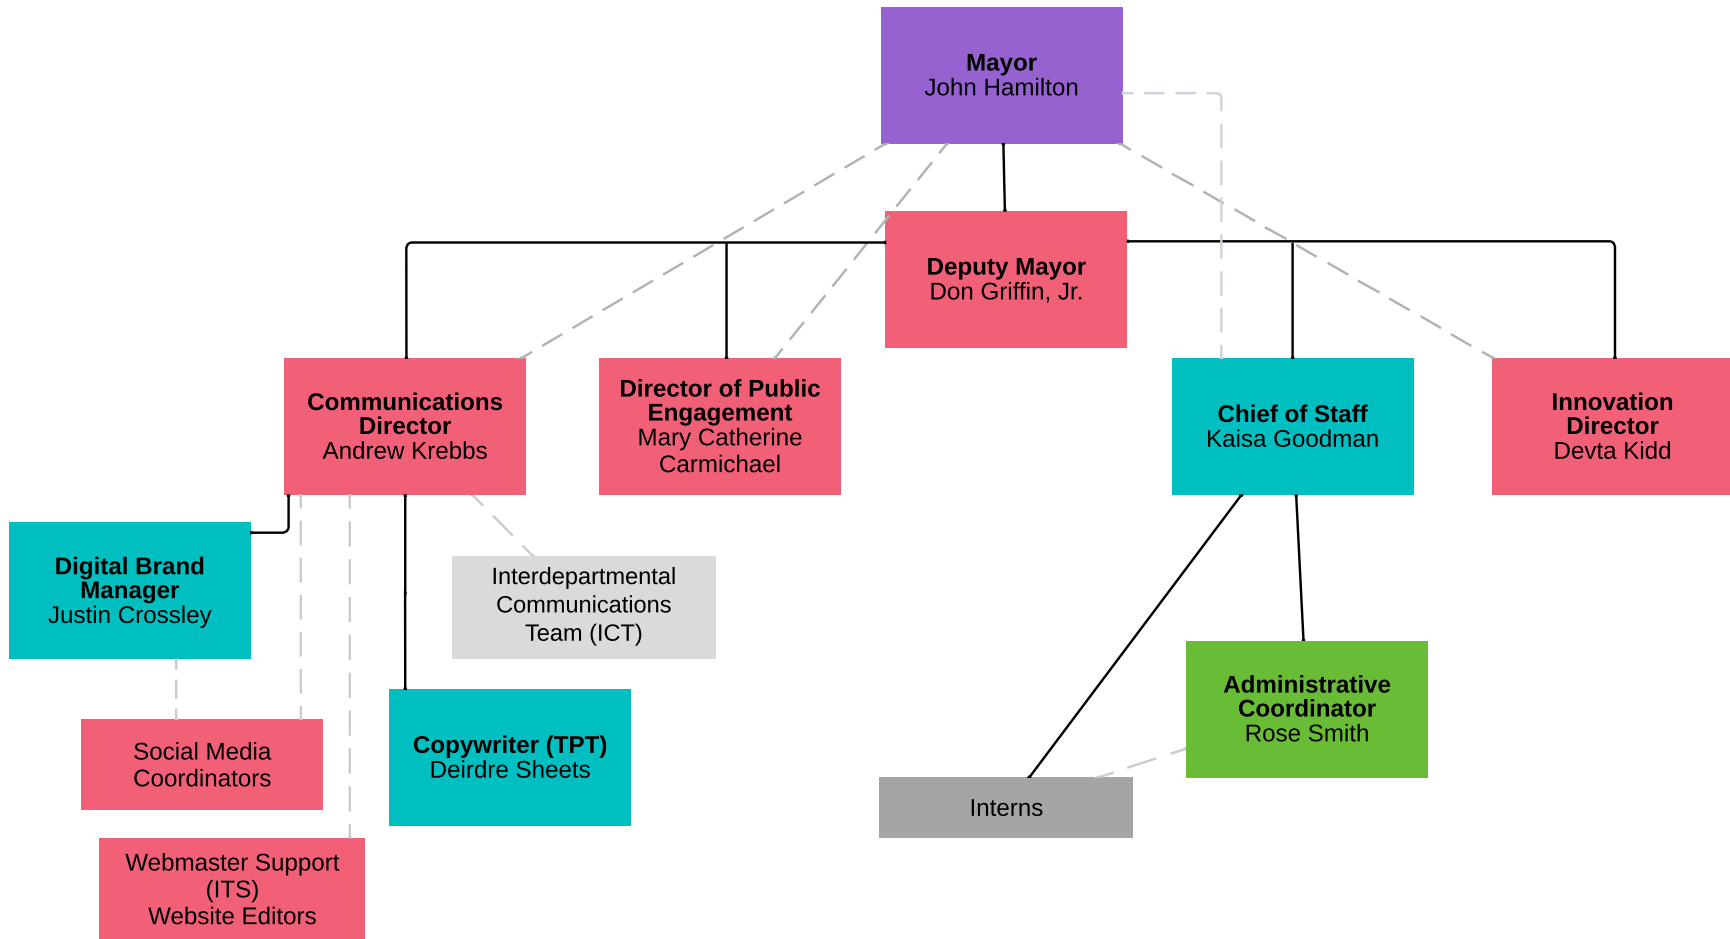 Mayor
John Hamilton
Deputy Mayor
Don Griffin, Jr.
Communications
Director
Andrew Krebbs
Director of Public
Engagement
Mary Catherine
Carmichael
Chief of Staff
Kaisa Goodman
Innovation
Director
Devta Kidd
Digital Brand
Manager
Justin Crossley
Interdepartmental
Communications
Team (ICT)
Social Media
Coordinators
Copywriter (TPT)
Deirdre Sheets
Administrative
Coordinator
Rose Smith
Interns
Webmaster Support
(ITS)
Website Editors